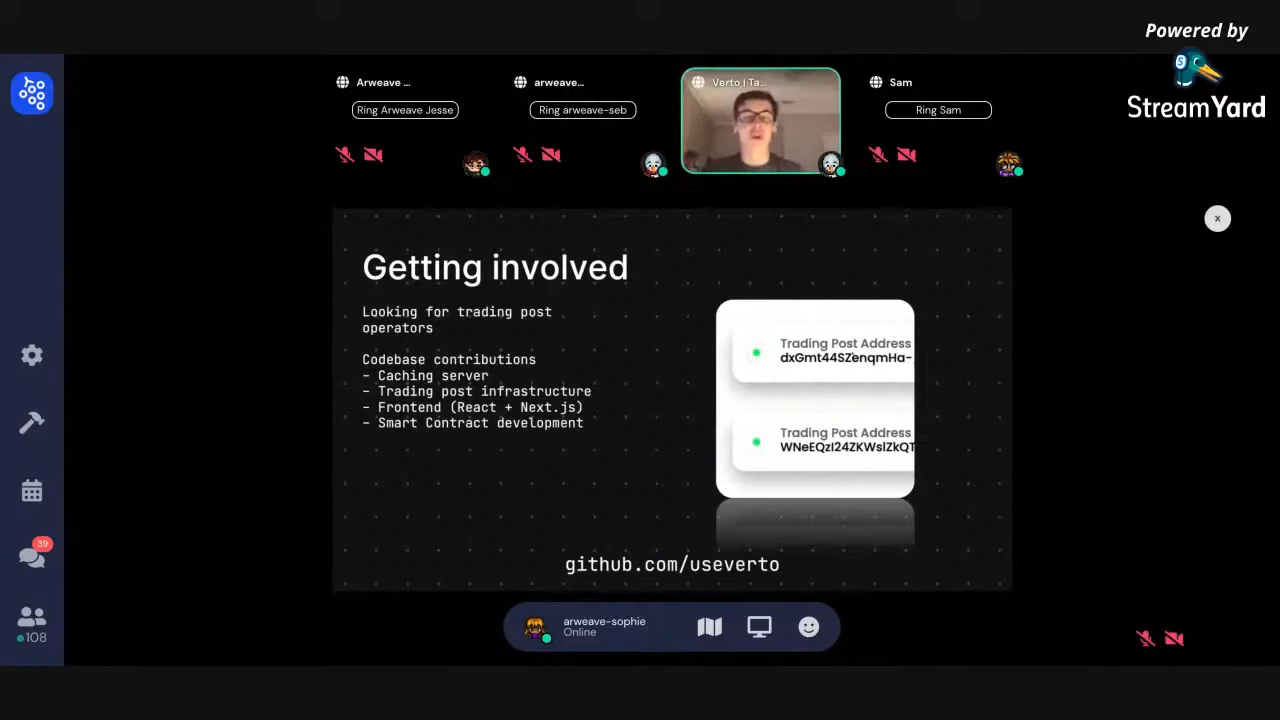 Powered by
StreamYard
Arweave ...
Ring Arweave Jesse
arweave...
Ring arweave-seb
Verto | Ta...
Sam
Ring Sam
x
Getting involved
Looking for trading post
operators
Codebase contributions
- Caching server
- Trading post infrastructure
- Frontend (React + Next.js)
- Smart Contract development
Trading Post Address
dxGmt44SZenqmHa-
Trading Post Address
WNeEQzI24ZKWslZkQT
github.com/useverto
39
108
arweave-sophie
Online